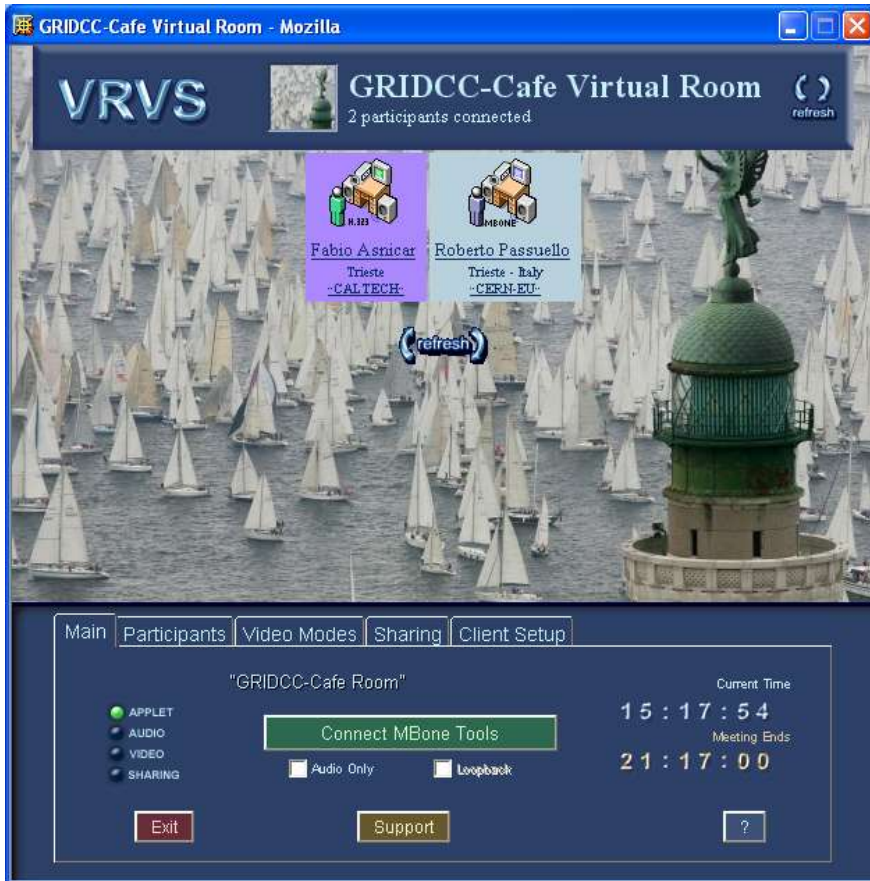 GRIDCC-Cafe Virtual Room - Mozilla
VRVS
GRIDCC-Cafe Virtual Room
2 participants connected
refresh
H.323
MBONE
Fabio Asnicar
Roberto Passuello
Trieste
Trieste - Italy
-CALTECH-
-CERN-EU-
refresh
Main
Participants
Video Modes
Sharing
Client Setup
"GRIDCC-Cafe Room"
Current Time
15:17:54
APPLET
AUDIO
VIDEO
SHARING
Connect MBone Tools
Meeting Ends
21:17:00
Audio Only
Loopback
Exit
Support
?